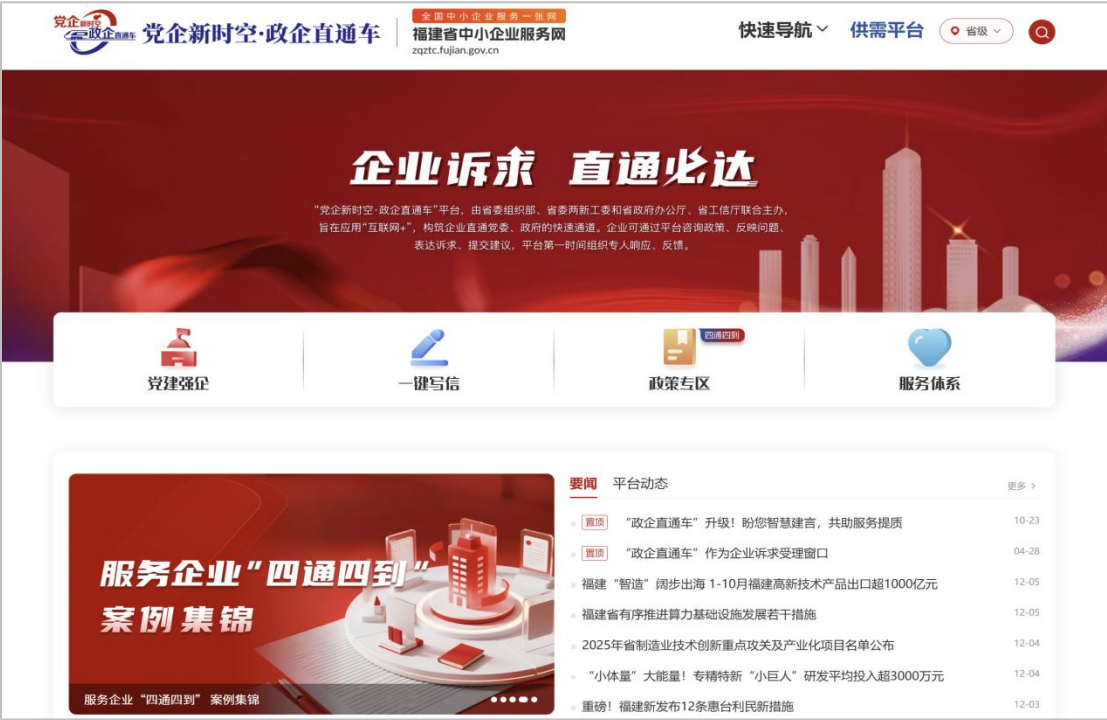 党企新时空
政企直通车
党企新时空·政企直通车
全国中小企业服务一张网
福建省中小企业服务网
zqztc.fujian.gov.cn
快速导航
供需平台
省级
企业诉求 直通必达
“党企新时空·政企直通车”平台，由省委组织部、省委两新工委和省政府办公厅、省工信厅联合主办，
旨在应用“互联网+”，构筑企业直通党委、政府的快速通道。企业可通过平台咨询政策、反映问题、
表达诉求、提交建议，平台第一时间组织专人响应、反馈。
党建强企
一键写信
四通四到
政策专区
服务体系
服务企业“四通四到”
案例集锦
服务企业“四通四到”案例集锦
要闻 平台动态 更多 >
置顶 “政企直通车”升级！盼您智慧建言，共助服务提质 10-23
置顶 “政企直通车”作为企业诉求受理窗口 04-28
福建“智造”阔步出海 1-10月福建高新技术产品出口超1000亿元 12-05
福建省有序推进算力基础设施发展若干措施 12-05
2025年省制造业技术创新重点攻关及产业化项目名单公布 12-04
“小体量”大能量！专精特新“小巨人”研发平均投入超3000万元 12-04
重磅！福建新发布12条惠台利民新措施 12-03